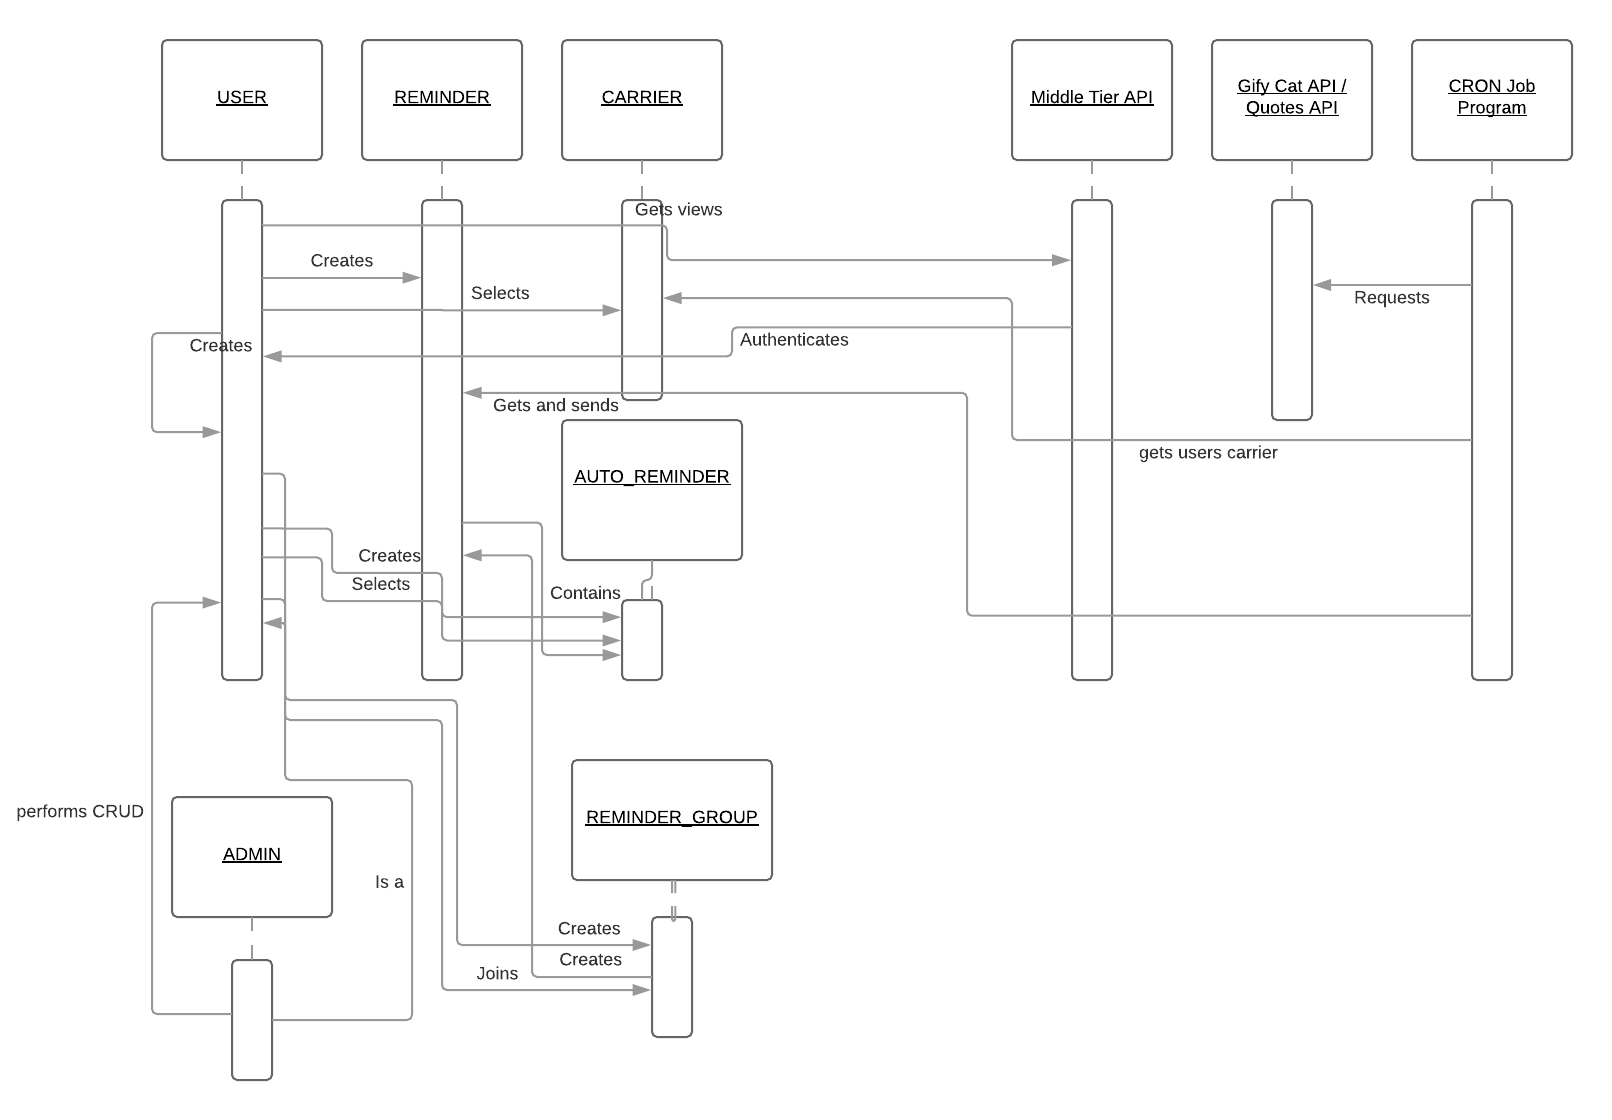 USER
REMINDER
CARRIER
Middle Tier API
Gify Cat API /
Quotes API
CRON Job
Program
Gets views
Creates
Selects
Requests
Authenticates
Creates
Gets and sends
gets users carrier
AUTO_REMINDER
Creates
Selects
Contains
performs CRUD
REMINDER_GROUP
ADMIN
Is a
Creates
Creates
Joins